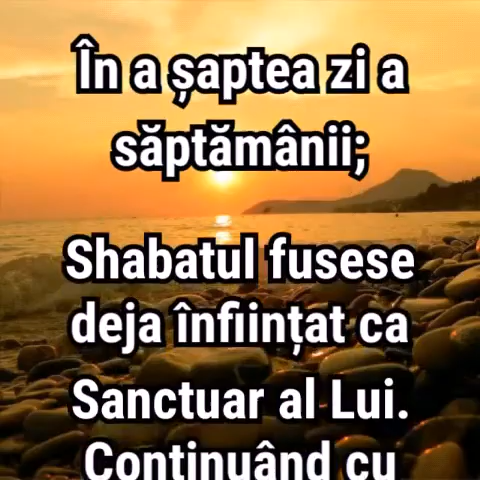 În a șaptea zi a
săptămânii;
Shabatul fusese
deja înființat ca
Sanctuar al Lui.
Continuând cu